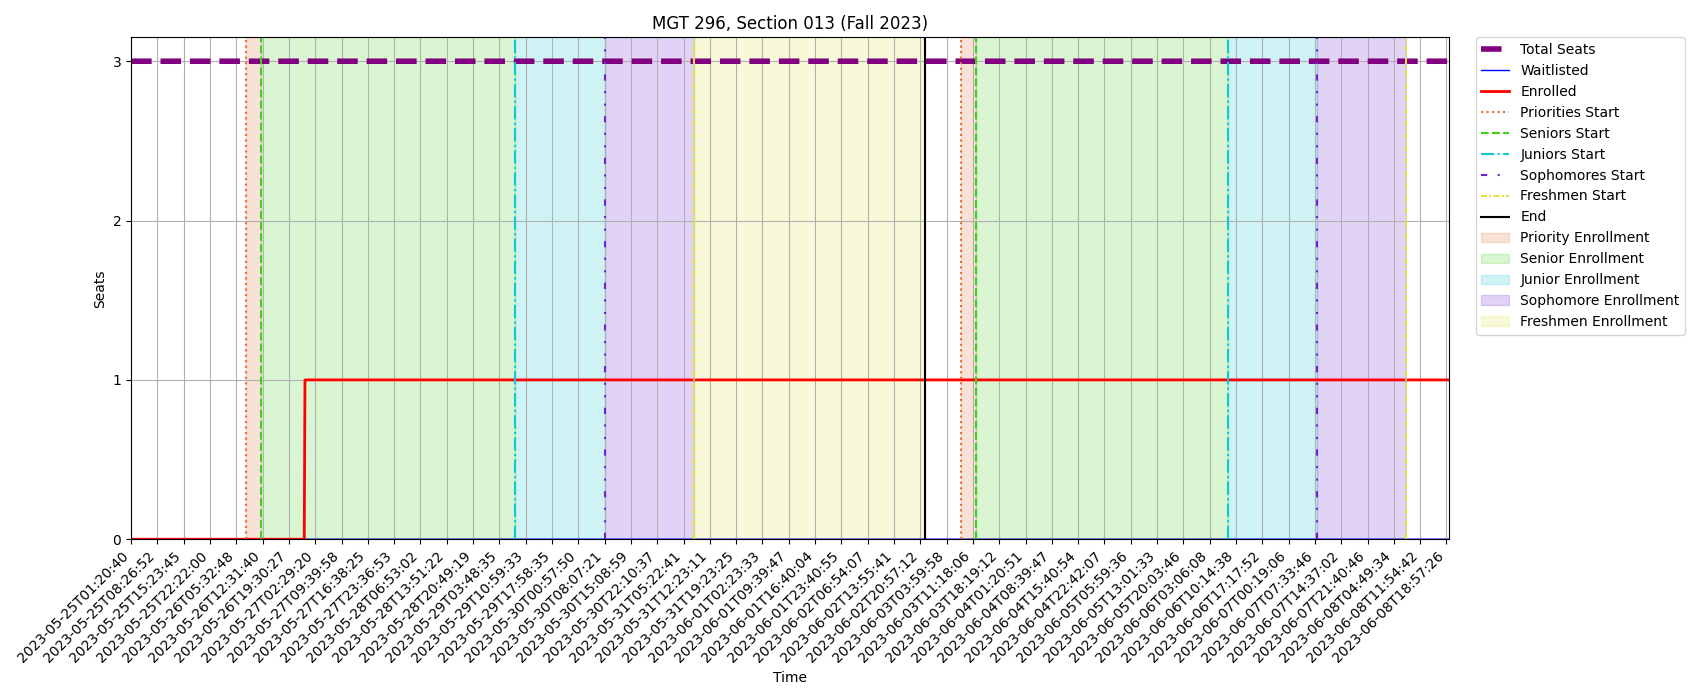 MGT 296, Section 013 (Fall 2023)
Seats
3
2
1
0
2023-05-25T01:20:40
2023-05-25T08:26:52
2023-05-25T15:23:45
2023-05-25T22:22:00
2023-05-26T05:32:48
2023-05-26T12:31:40
2023-05-26T19:30:27
2023-05-27T02:29:20
2023-05-27T09:39:58
2023-05-27T16:38:25
2023-05-27T23:36:53
2023-05-28T06:53:02
2023-05-28T13:51:22
2023-05-28T20:49:19
2023-05-29T03:48:35
2023-05-29T10:59:33
2023-05-29T17:58:35
2023-05-30T00:57:50
2023-05-30T08:07:21
2023-05-30T15:08:59
2023-05-30T22:10:37
2023-05-31T05:22:41
2023-05-31T12:23:11
2023-05-31T19:23:25
2023-06-01T02:23:33
2023-06-01T09:39:47
2023-06-01T16:40:04
2023-06-01T23:40:55
2023-06-02T06:54:07
2023-06-02T13:55:41
2023-06-02T20:57:12
2023-06-03T03:59:58
2023-06-03T11:18:06
2023-06-03T18:19:12
2023-06-04T01:20:51
2023-06-04T08:39:47
2023-06-04T15:40:54
2023-06-04T22:42:07
2023-06-05T05:59:36
2023-06-05T13:01:33
2023-06-05T20:03:46
2023-06-06T03:06:08
2023-06-06T10:14:38
2023-06-06T17:17:52
2023-06-07T00:19:06
2023-06-07T07:33:46
2023-06-07T14:37:02
2023-06-07T21:40:46
2023-06-08T04:49:34
2023-06-08T11:54:42
2023-06-08T18:57:26
Time
Total Seats
Waitlisted
Enrolled
Priorities Start
Seniors Start
Juniors Start
Sophomores Start
Freshmen Start
End
Priority Enrollment
Senior Enrollment
Junior Enrollment
Sophomore Enrollment
Freshmen Enrollment